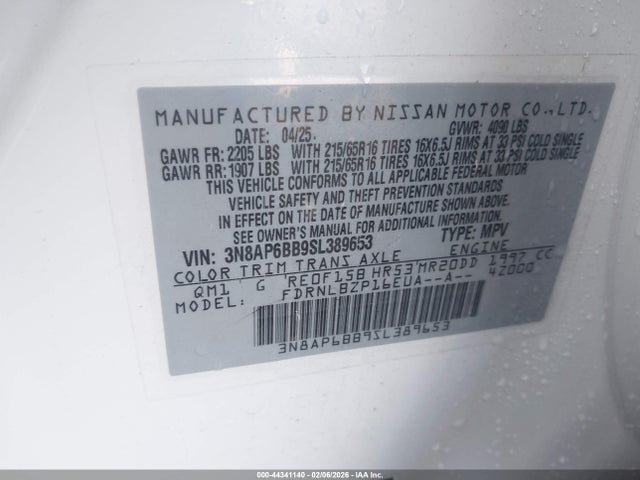 MANUFACTURED BY NISSAN MOTOR CO.,LTD.
DATE: 04/25. GVWR: 4090 LBS
GAWR FR: 2205 LBS WITH 215/65R16 TIRES 16X6.5J RIMS AT 33 PSI COLD SINGLE
GAWR RR: 1907 LBS WITH 215/65R16 TIRES 16X6.5J RIMS AT 33 PSI COLD SINGLE
THIS VEHICLE CONFORMS TO ALL APPLICABLE FEDERAL MOTOR
VEHICLE SAFETY AND THEFT PREVENTION STANDARDS
IN EFFECT ON THE DATE OF MANUFACTURE SHOWN ABOVE.
SEE OWNERS MANUAL FOR ADDITIONAL DATA
VIN: 3N8AP6BB9SL389653 TYPE: MPV
COLOR TRIM TRANS AXLE ENGINE
QM1 G RE0F15B HR53 MR20DD 1997 CC
FDRNLBZP16EUA--A-- 42000
3N8AP6BB9SL389653
000-44341140 - 02/06/2026 - Copyright © IAA, Inc.